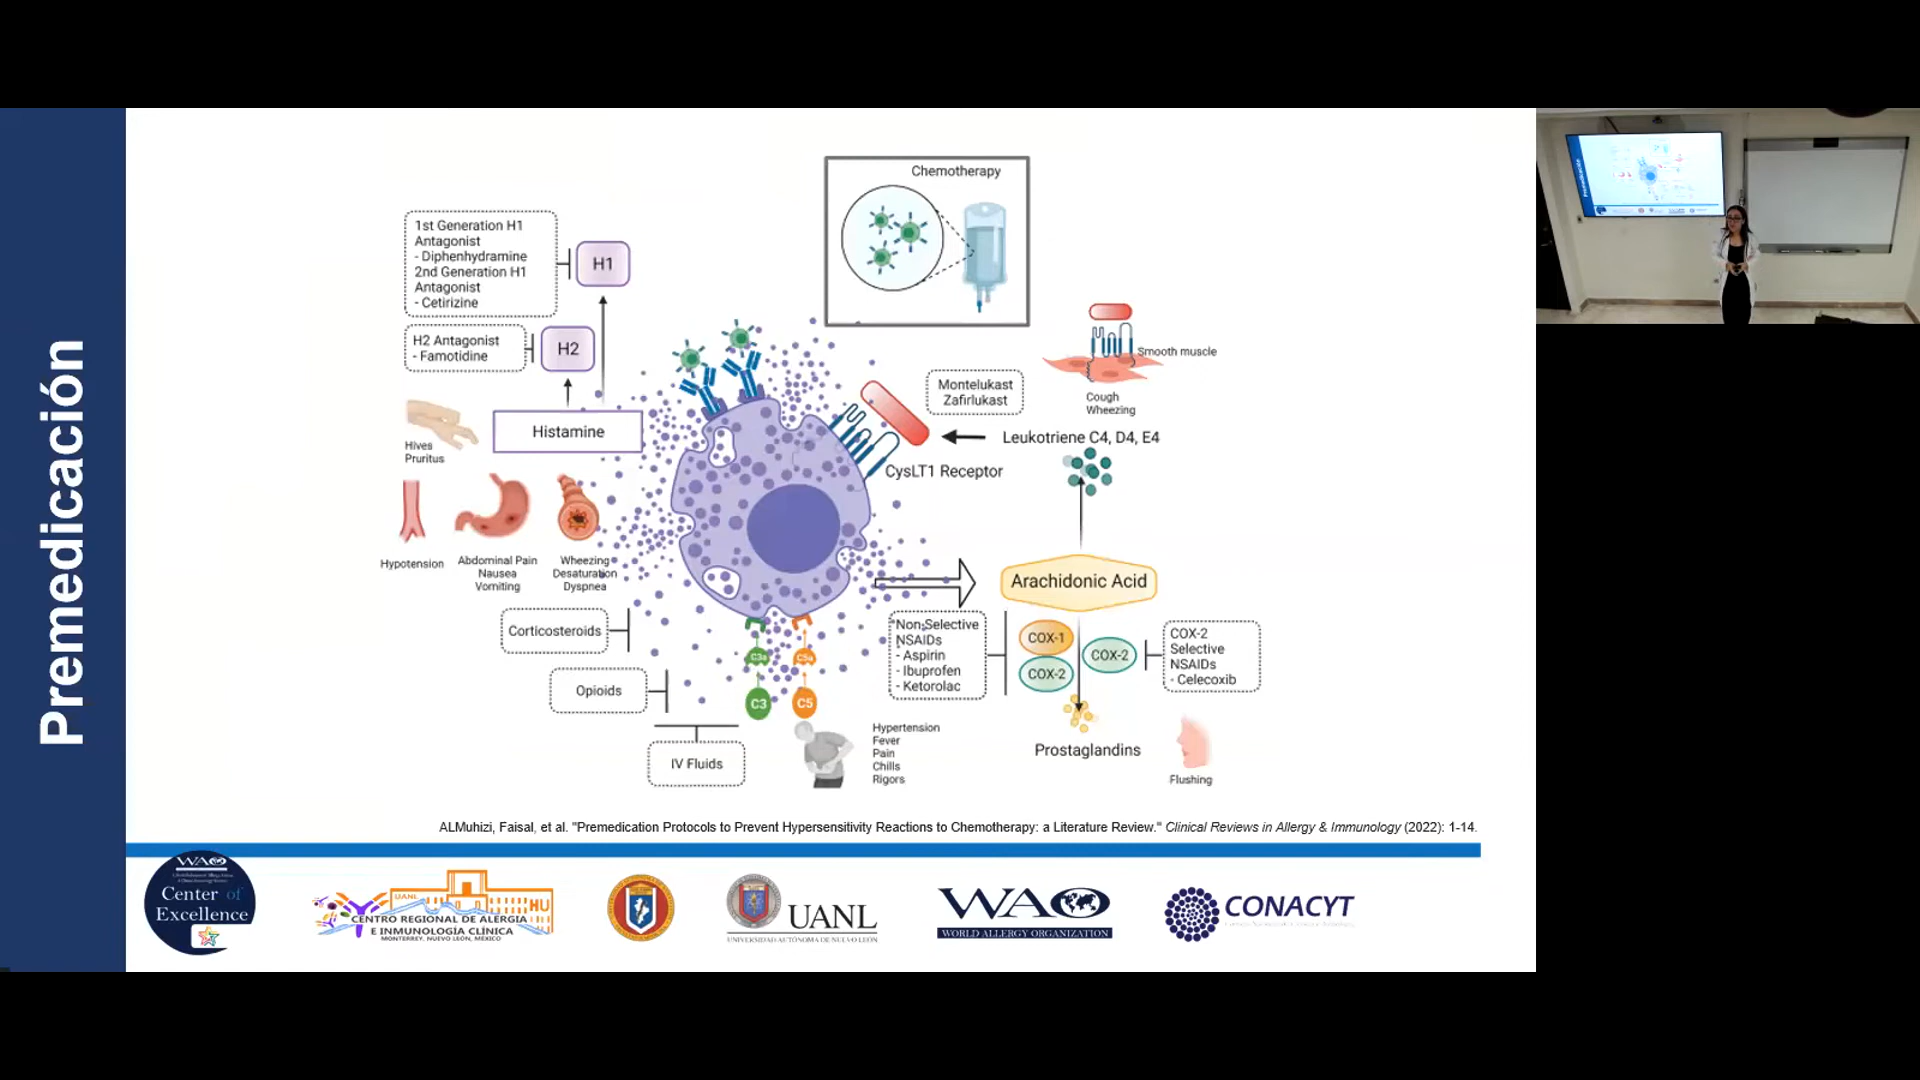 Premedicación
Chemotherapy
1st Generation H1
Antagonist
- Diphenhydramine
2nd Generation H1
Antagonist
- Cetirizine
H1
H2 Antagonist
- Famotidine
H2
Histamine
Hives
Pruritus
Hypotension
Abdominal Pain
Nausea
Vomiting
Wheezing
Desaturation
Dyspnea
Corticosteroids
Opioids
IV Fluids
Montelukast
Zafirlukast
Smooth muscle
Cough
Wheezing
Leukotriene C4, D4, E4
CysLT1 Receptor
Arachidonic Acid
Non-Selective
NSAIDs
- Aspirin
- Ibuprofen
- Ketorolac
COX-1
COX-2
COX-2
COX-2
Selective
NSAIDs
- Celecoxib
C3a
C5a
C3
C5
Hypertension
Fever
Pain
Chills
Rigors
Prostaglandins
Flushing
ALMuhizi, Faisal, et al. "Premedication Protocols to Prevent Hypersensitivity Reactions to Chemotherapy: a Literature Review." Clinical Reviews in Allergy & Immunology (2022): 1-14.
WAO
Center of
Excellence
UANL
HU
CENTRO REGIONAL DE ALERGIA
E INMUNOLOGÍA CLÍNICA
MONTERREY, NUEVO LEÓN, MÉXICO
UANL
UNIVERSIDAD AUTÓNOMA DE NUEVO LEÓN
WAO
WORLD ALLERGY ORGANIZATION
CONACYT
Premedicación